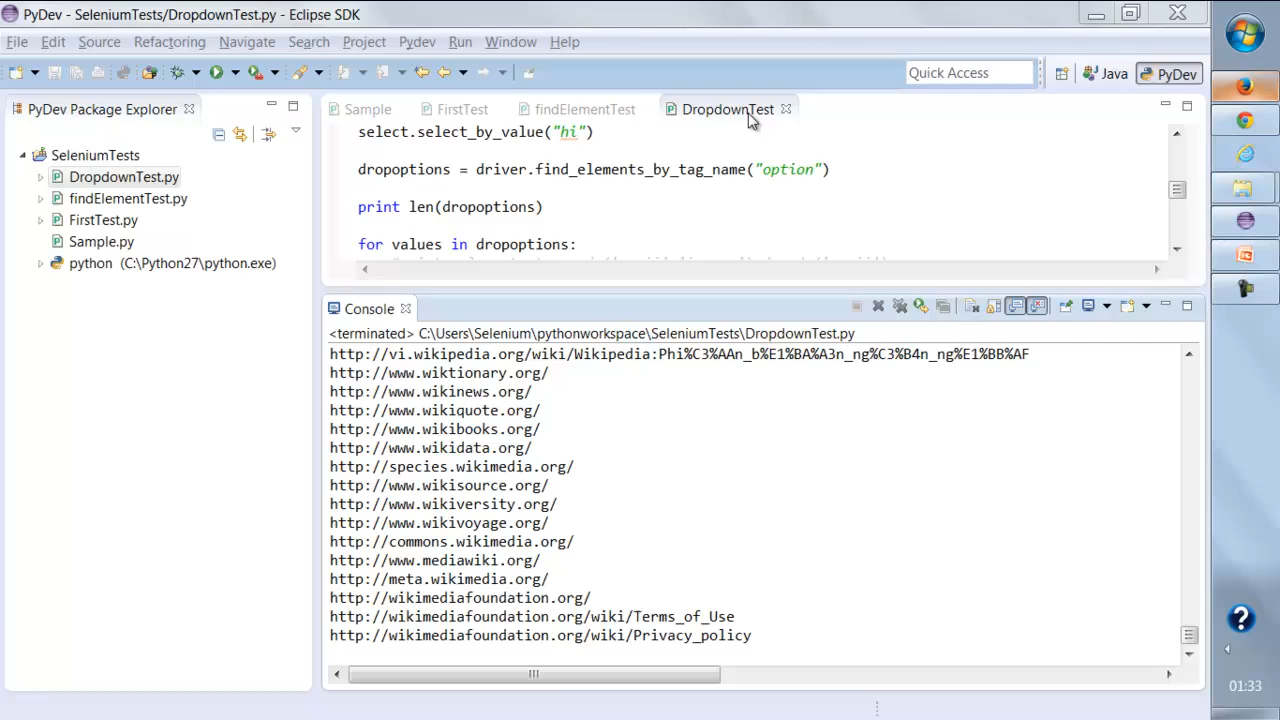 PyDev - SeleniumTests/DropdownTest.py - Eclipse SDK
File Edit Source Refactoring Navigate Search Project Pydev Run Window Help
Quick Access
Java
PyDev
PyDev Package Explorer
SeleniumTests
DropdownTest.py
findElementTest.py
FirstTest.py
Sample.py
python (C:\Python27\python.exe)
Sample FirstTest findElementTest DropdownTest
select.select_by_value("hi")
dropoptions = driver.find_elements_by_tag_name("option")
print len(dropoptions)
for values in dropoptions:
Console
<terminated> C:\Users\Selenium\pythonworkspace\SeleniumTests\DropdownTest.py
http://vi.wikipedia.org/wiki/Wikipedia:Phi%C3%AAn_b%E1%BA%A3n_ng%C3%B4n_ng%E1%BB%AF
http://www.wiktionary.org/
http://www.wikinews.org/
http://www.wikiquote.org/
http://www.wikibooks.org/
http://www.wikidata.org/
http://species.wikimedia.org/
http://www.wikisource.org/
http://www.wikiversity.org/
http://www.wikivoyage.org/
http://commons.wikimedia.org/
http://www.mediawiki.org/
http://meta.wikimedia.org/
http://wikimediafoundation.org/
http://wikimediafoundation.org/wiki/Terms_of_Use
http://wikimediafoundation.org/wiki/Privacy_policy
01:33